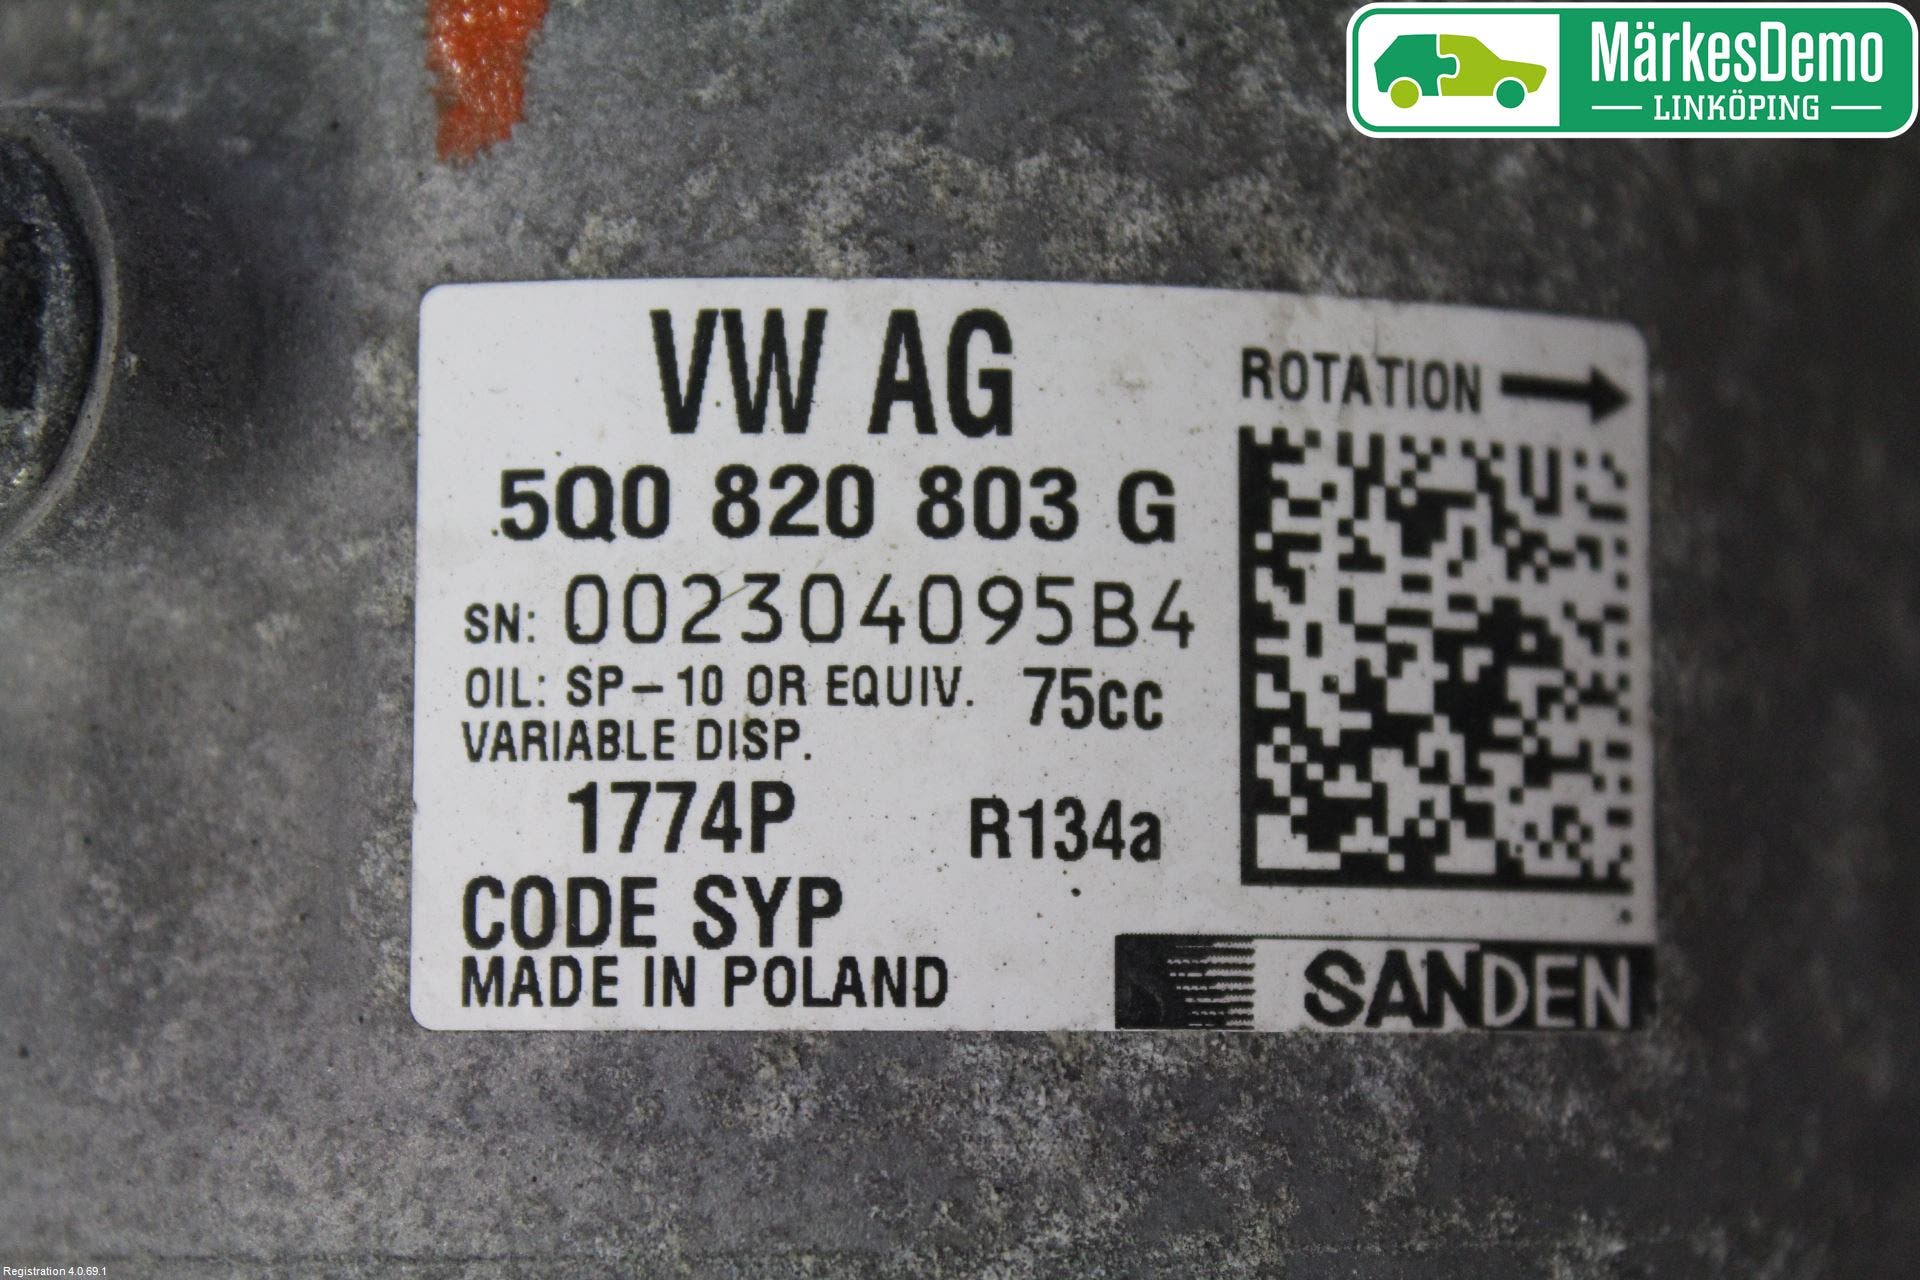 MärkesDemo
LINKÖPING
VW AG
ROTATION
5Q0 820 803 G
SN: 002304095B4
OIL: SP-10 OR EQUIV. 75cc
VARIABLE DISP.
1774P R134a
CODE SYP
MADE IN POLAND
SANDEN
Registration 4.0.69.1